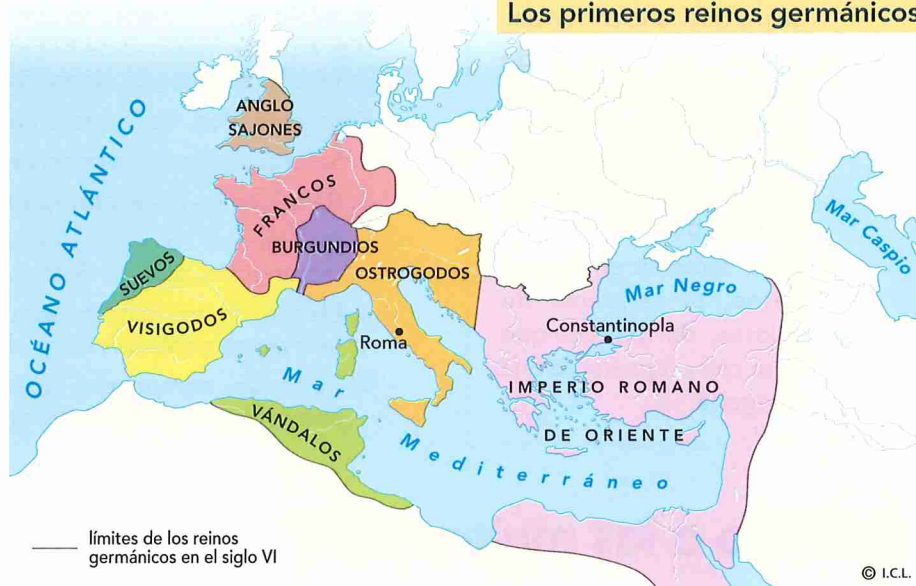 Los primeros reinos germánicos
OCÉANO ATLÁNTICO
ANGLO
SAJONES
FRANCOS
BURGUNDIOS
OSTROGODOS
SUEVOS
VISIGODOS
Roma
Mar Caspio
Mar Negro
Constantinopla
IMPERIO ROMANO
DE ORIENTE
VÁNDALOS
Mar Mediterráneo
límites de los reinos
germánicos en el siglo VI
© I.C.L.